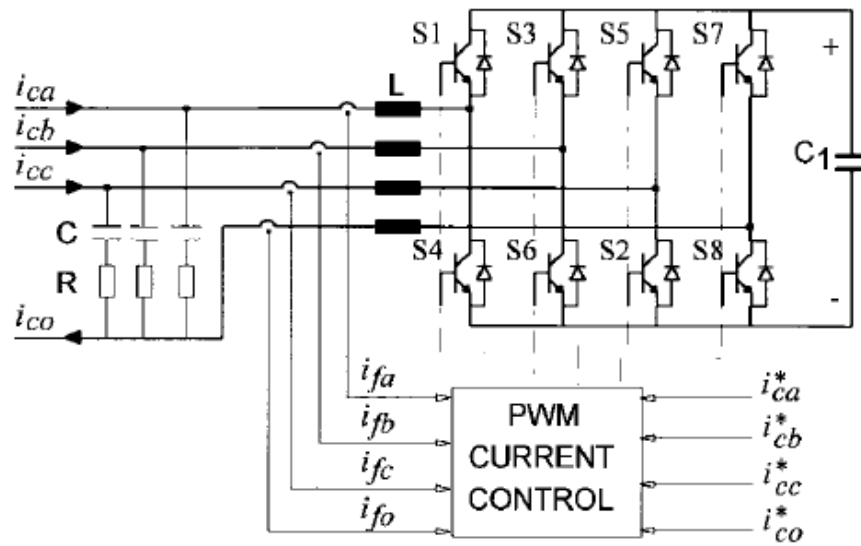 S1 S3 S5 S7
+
L
i_ca
i_cb
i_cc
C_1
C
S4 S6 S2 S8
R
-
i_co
i_fa
i_fb
i_fc
i_fo
PWM
CURRENT
CONTROL
i*_ca
i*_cb
i*_cc
i*_co